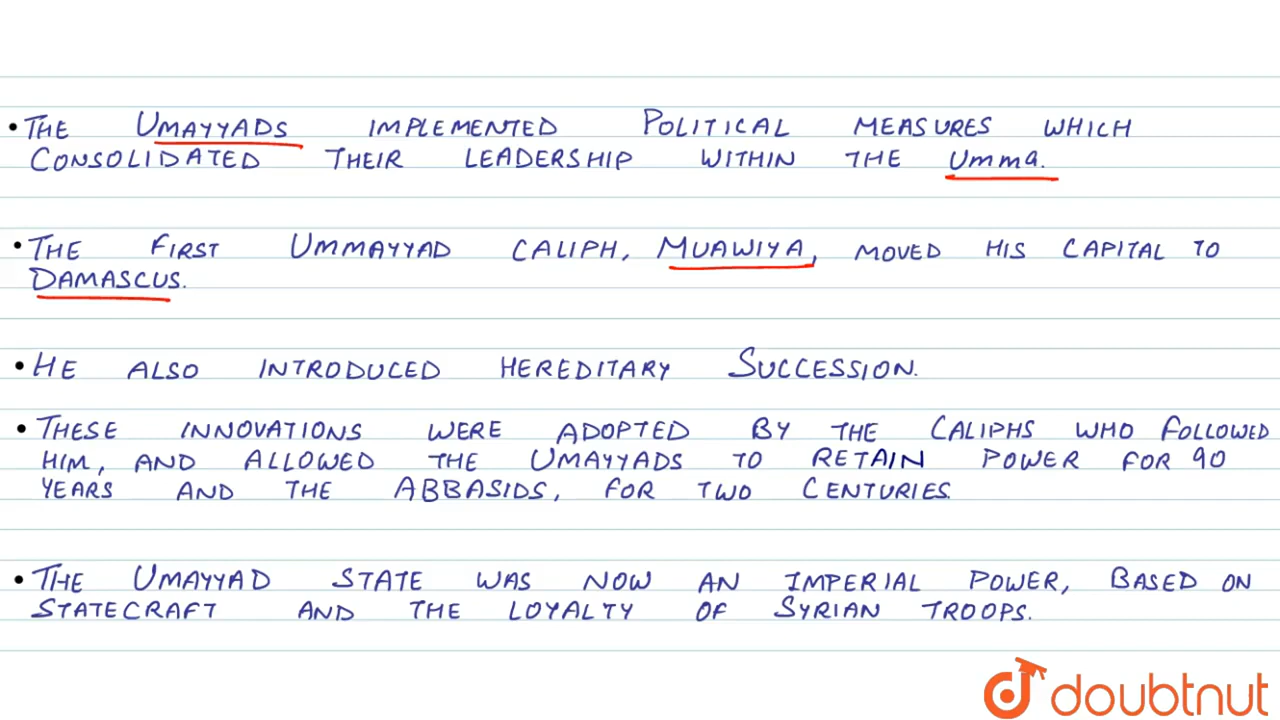 • THE UMAYYADS IMPLEMENTED POLITICAL MEASURES WHICH
CONSOLIDATED THEIR LEADERSHIP WITHIN THE Umma.
• THE FIRST UMMAYYAD CALIPH, MUAWIYA, MOVED HIS CAPITAL TO
DAMASCUS.
• HE ALSO INTRODUCED HEREDITARY SUCCESSION.
• THESE INNOVATIONS WERE ADOPTED BY THE CALIPHS WHO FOLLOWED
HIM, AND ALLOWED THE UMAYYADS TO RETAIN POWER FOR 90
YEARS AND THE ABBASIDS, FOR TWO CENTURIES.
• THE UMAYYAD STATE WAS NOW AN IMPERIAL POWER, BASED ON
STATECRAFT AND THE LOYALTY OF SYRIAN TROOPS.
doubtnut